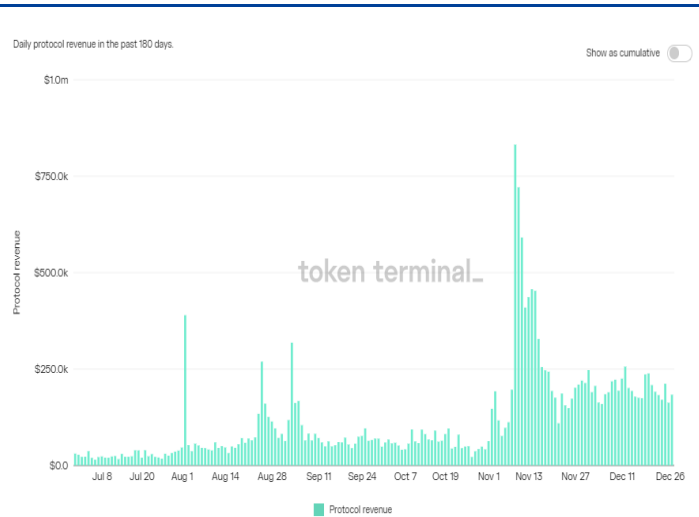 Daily protocol revenue in the past 180 days.
Show as cumulative
$1.0m
$750.0k
$500.0k
$250.0k
$0.0
Protocol revenue
token terminal_
Jul 8 Jul 20 Aug 1 Aug 14 Aug 28 Sep 11 Sep 24 Oct 7 Oct 19 Nov 1 Nov 13 Nov 27 Dec 11 Dec 26
Protocol revenue